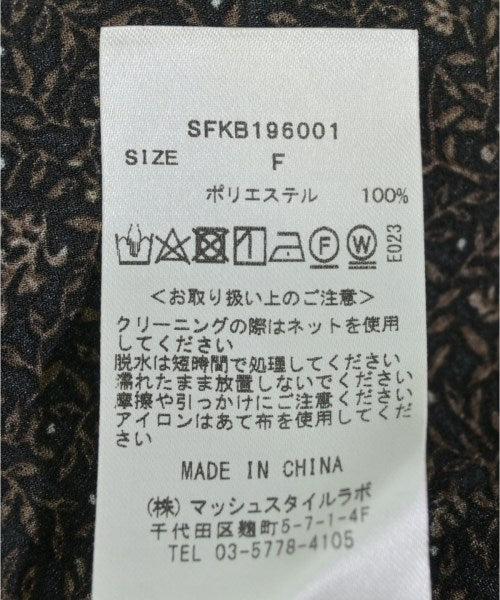 SFKB196001
SIZE F
ポリエステル 100%
F W E023
<お取り扱い上のご注意>
クリーニングの際はネットを使用
してください
脱水は短時間で処理してください
濡れたまま放置しないでください
摩擦や引っかけにご注意ください
アイロンはあて布を使用してくだ
さい
MADE IN CHINA
(株) マッシュスタイルラボ
千代田区麹町5-7-1-4F
TEL 03-5778-4105